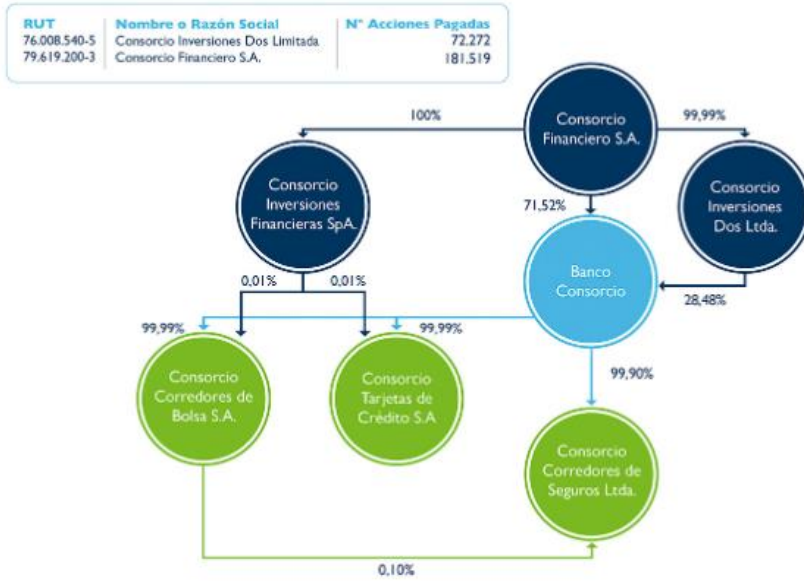 RUT Nombre o Razón Social N° Acciones Pagadas
76.008.540-5 Consorcio Inversiones Dos Limitada 72.272
79.619.200-3 Consorcio Financiero S.A. 181.519
100%
Consorcio
Financiero S.A.
99,99%
Consorcio
Inversiones
Financieras SpA.
71,52%
Consorcio
Inversiones
Dos Ltda.
0,01%
0,01%
Banco
Consorcio
28,48%
99,99%
99,99%
Consorcio
Corredores de
Bolsa S.A.
Consorcio
Tarjetas de
Crèdito S.A
99,90%
Consorcio
Corredores de
Seguros Ltda.
0,10%